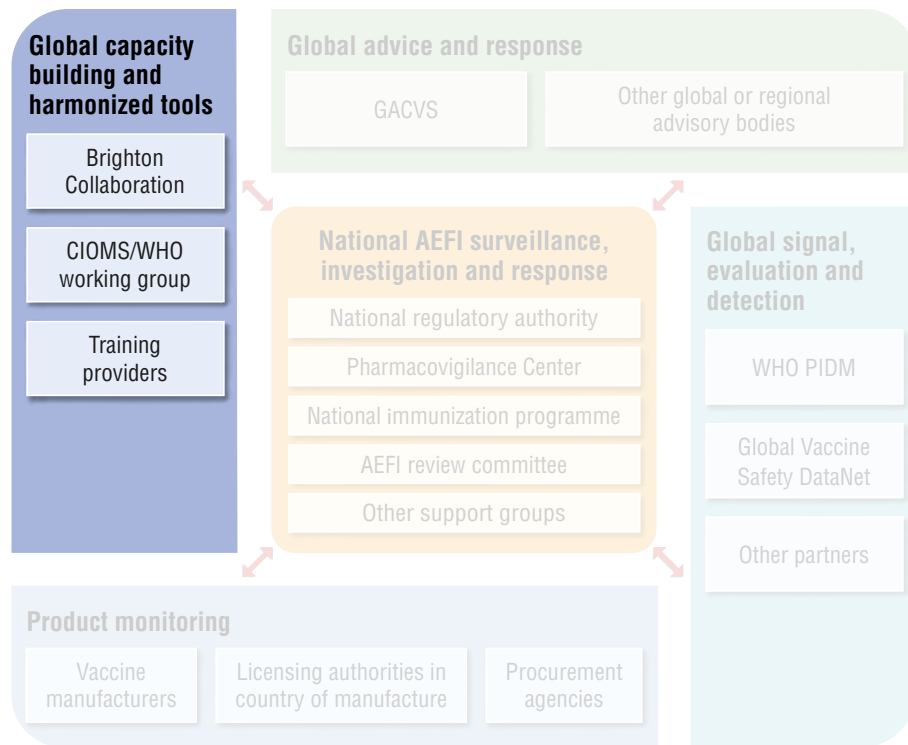 Global capacity
building and
harmonized tools
Brighton
Collaboration
CIOMS/WHO
working group
Training
providers
Global advice and response
GACVS
Other global or regional
advisory bodies
National AEFI surveillance,
investigation and response
National regulatory authority
Pharmacovigilance Center
National immunization programme
AEFI review committee
Other support groups
Global signal,
evaluation and
detection
WHO PIDM
Global Vaccine
Safety DataNet
Other partners
Product monitoring
Vaccine
manufacturers
Licensing authorities in
country of manufacture
Procurement
agencies